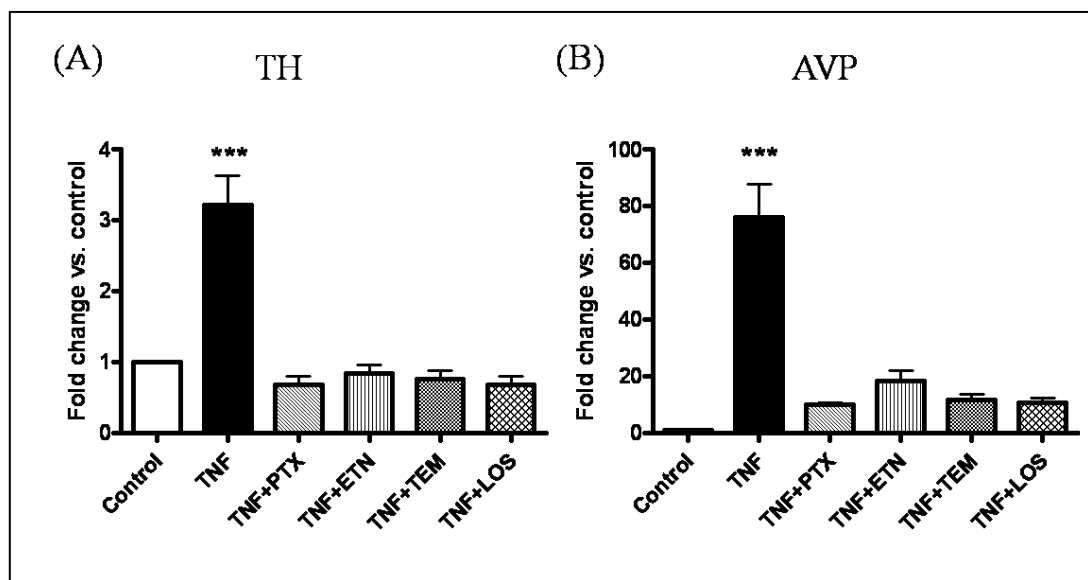 (A)
TH
Fold change vs. control
4
3
2
1
0
***
Control
TNF
TNF+PTX
TNF+ETN
TNF+TEM
TNF+LOS
(B)
AVP
Fold change vs. control
100
80
60
40
20
0
***
Control
TNF
TNF+PTX
TNF+ETN
TNF+TEM
TNF+LOS